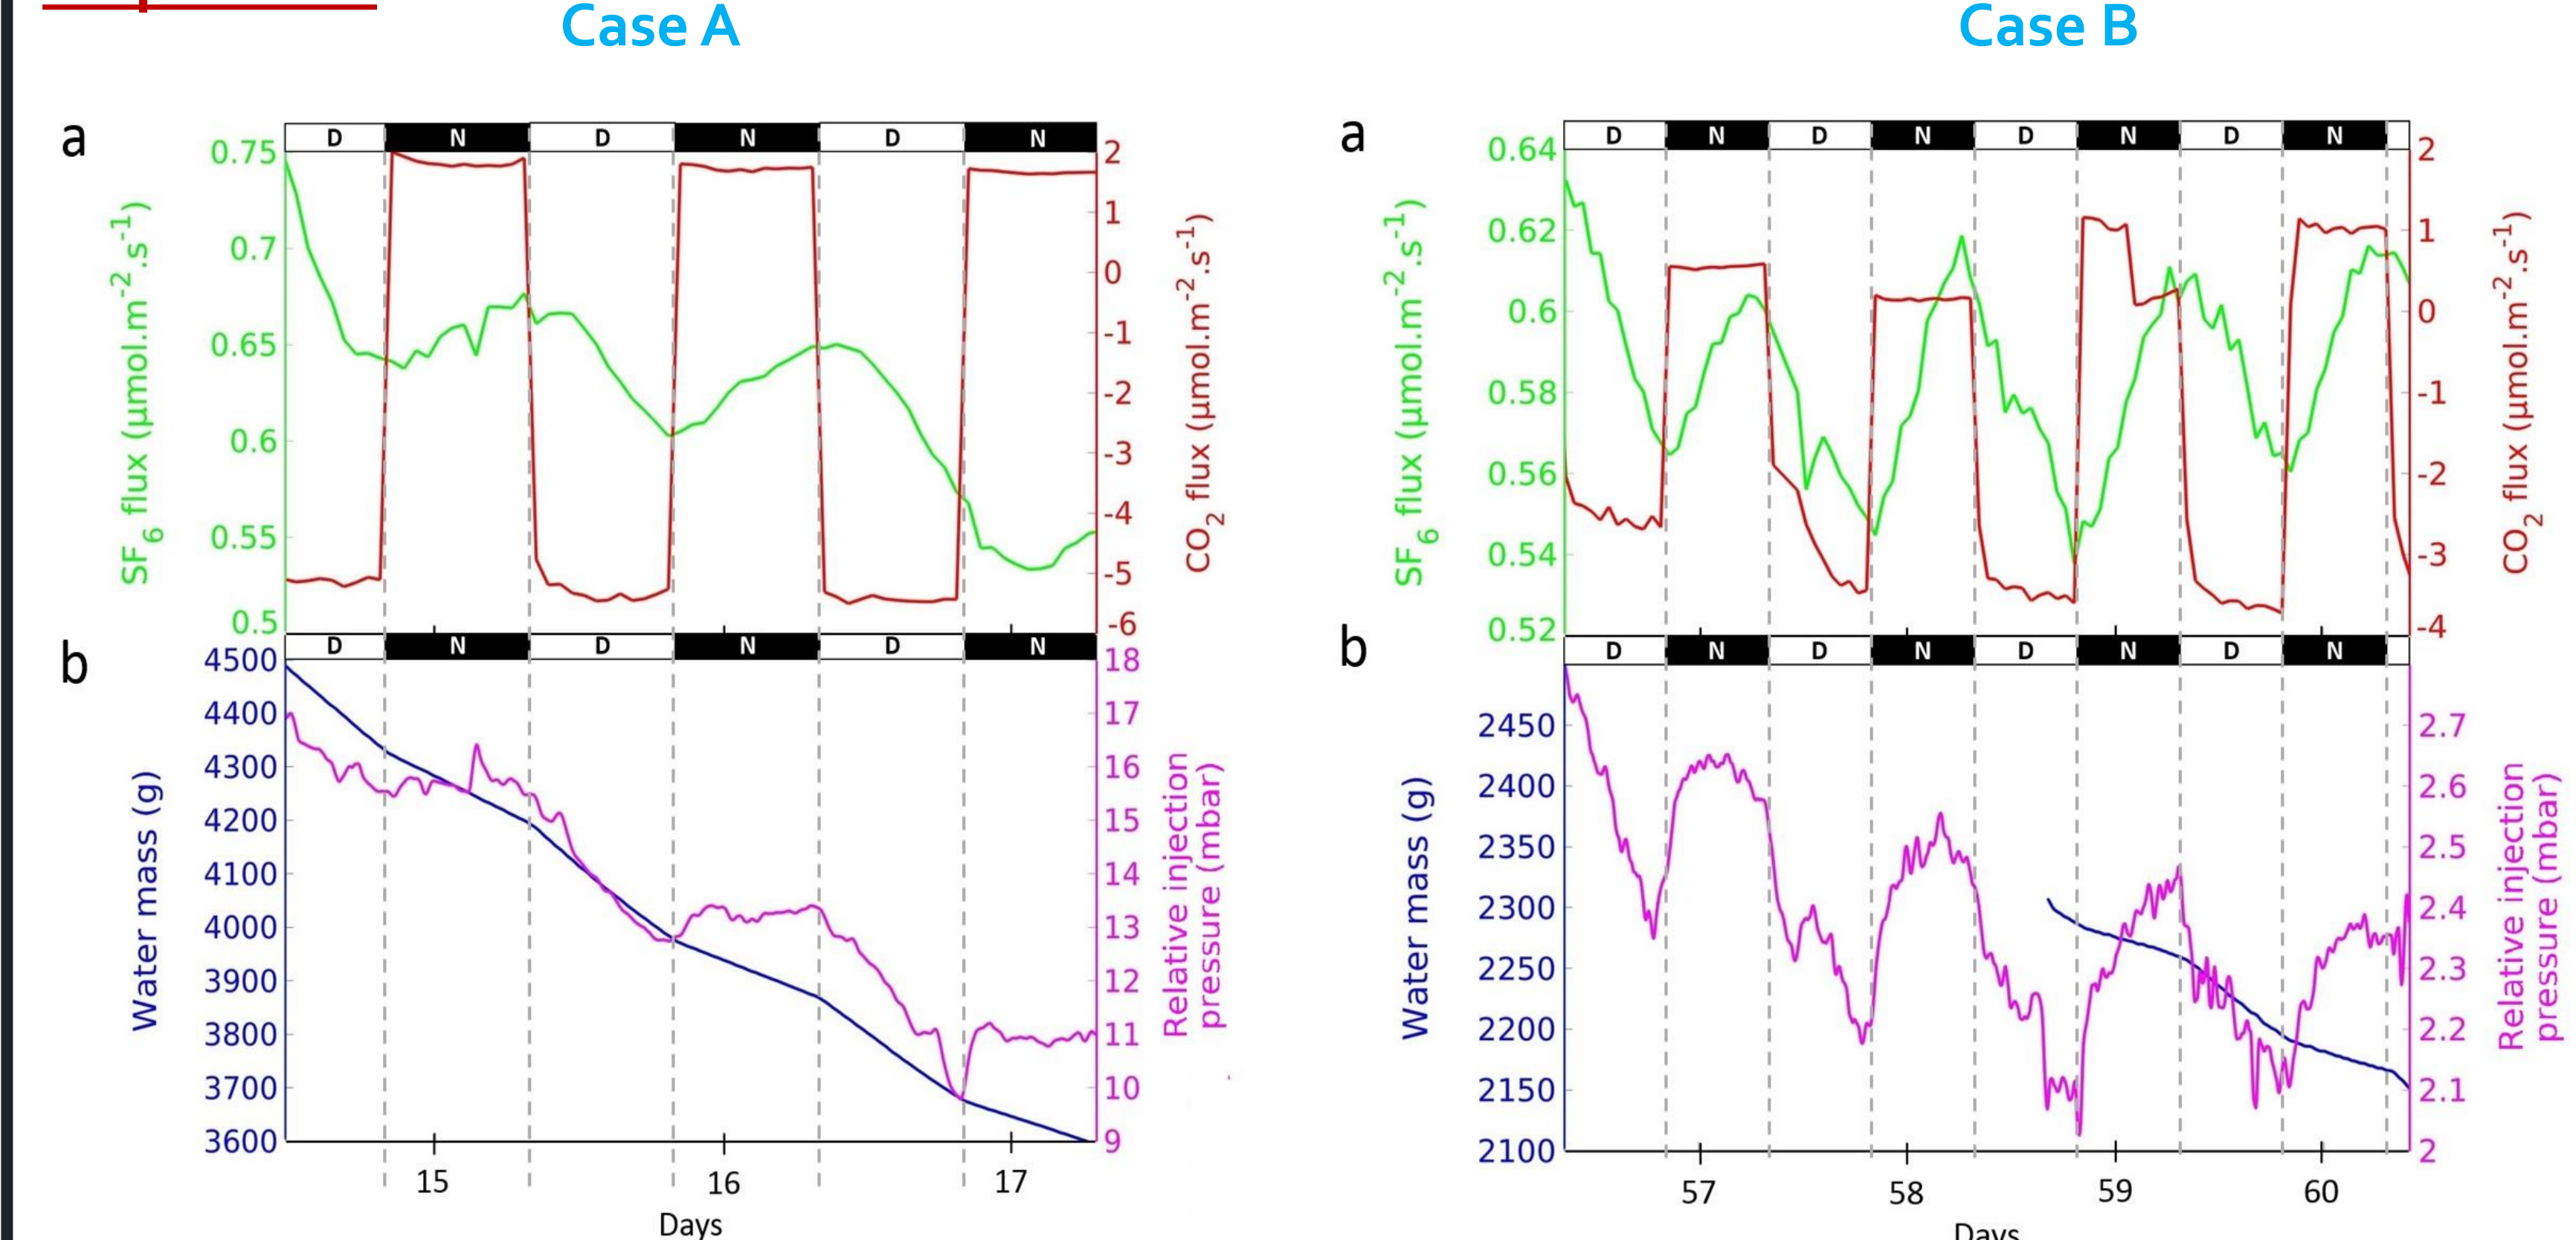 Case A
Case B
a
D N D N D N
0.75
0.7
0.65
0.6
0.55
0.5
SF6 flux (µmol.m-2.s-1)
2
1
0
-1
-2
-3
-4
-5
-6
CO2 flux (µmol.m-2.s-1)
b
D N D N D N
4500
4400
4300
4200
4100
4000
3900
3800
3700
3600
Water mass (g)
18
17
16
15
14
13
12
11
10
9
Relative injection
pressure (mbar)
15 16 17
Days
a
D N D N D N D N
0.64
0.62
0.6
0.58
0.56
0.54
0.52
SF6 flux (µmol.m-2.s-1)
2
1
0
-1
-2
-3
-4
CO2 flux (µmol.m-2.s-1)
b
D N D N D N D N
2450
2400
2350
2300
2250
2200
2150
2100
Water mass (g)
2.7
2.6
2.5
2.4
2.3
2.2
2.1
2
Relative injection
pressure (mbar)
57 58 59 60
Days